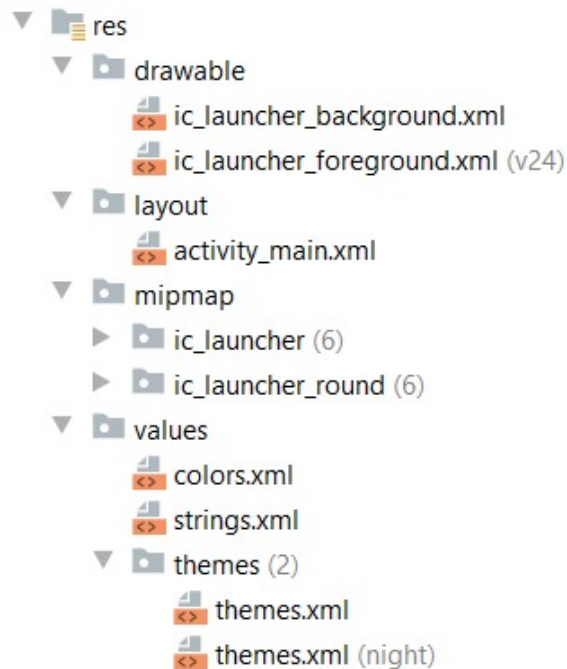 res
drawable
ic_launcher_background.xml
ic_launcher_foreground.xml (v24)
layout
activity_main.xml
mipmap
ic_launcher (6)
ic_launcher_round (6)
values
colors.xml
strings.xml
themes (2)
themes.xml
themes.xml (night)